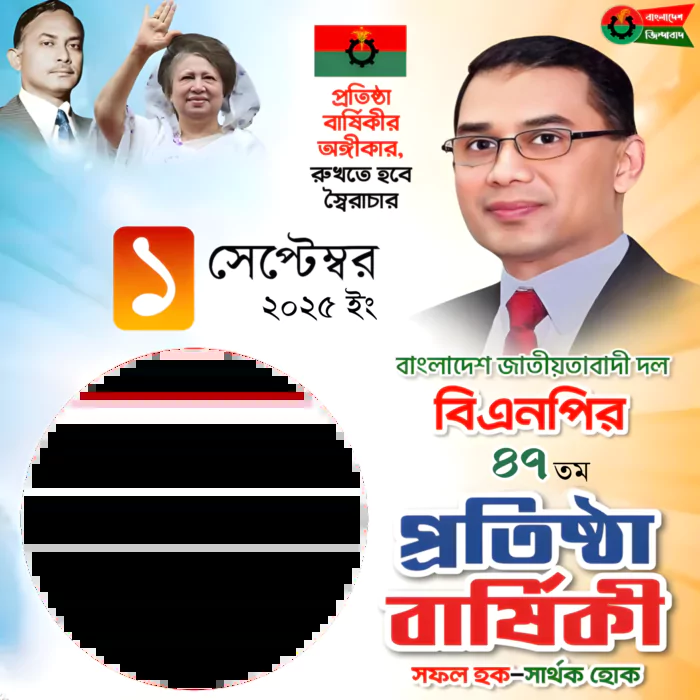 বাংলাদেশ
জিন্দাবাদ
প্রতিষ্ঠা
বার্ষিকীর
অঙ্গীকার,
রুখতে হবে
স্বৈরাচার
১ সেপ্টেম্বর
২০২৫ ইং
বাংলাদেশ জাতীয়তাবাদী দল
বিএনপির
৪৭ তম
প্রতিষ্ঠা
বার্ষিকী
সফল হক-সার্থক হোক